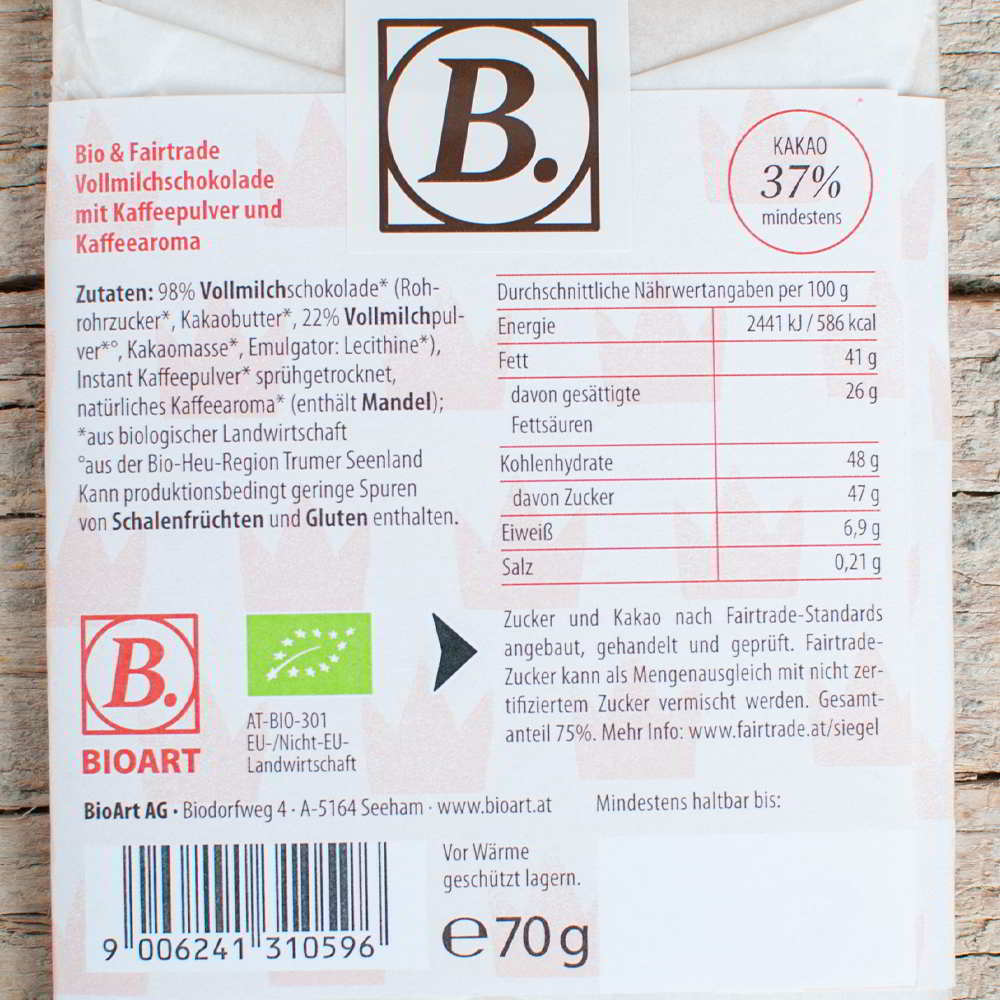 B.
Bio & Fairtrade
Vollmilchschokolade
mit Kaffeepulver und
Kaffeearoma
KAKAO
37%
mindestens
Zutaten: 98% Vollmilchschokolade* (Roh-
rohrzucker*, Kakaobutter*, 22% Vollmilchpul-
ver*°, Kakaomasse*, Emulgator: Lecithine*),
Instant Kaffeepulver* sprühgetrocknet,
natürliches Kaffeearoma* (enthält Mandel);
*aus biologischer Landwirtschaft
°aus der Bio-Heu-Region Trumer Seenland
Kann produktionsbedingt geringe Spuren
von Schalenfrüchten und Gluten enthalten.
Durchschnittliche Nährwertangaben per 100 g
Energie 2441 kJ / 586 kcal
Fett 41 g
davon gesättigte 26 g
Fettsäuren
Kohlenhydrate 48 g
davon Zucker 47 g
Eiweiß 6,9 g
Salz 0,21 g
Zucker und Kakao nach Fairtrade-Standards
angebaut, gehandelt und geprüft. Fairtrade-
Zucker kann als Mengenausgleich mit nicht zer-
tifiziertem Zucker vermischt werden. Gesamt-
anteil 75%. Mehr Info: www.fairtrade.at/siegel
B.
BIOART
AT-BIO-301
EU-/Nicht-EU-
Landwirtschaft
BioArt AG · Biodorfweg 4 · A-5164 Seeham · www.bioart.at
Mindestens haltbar bis:
Vor Wärme
geschützt lagern.
9 006241 310596
℮70 g